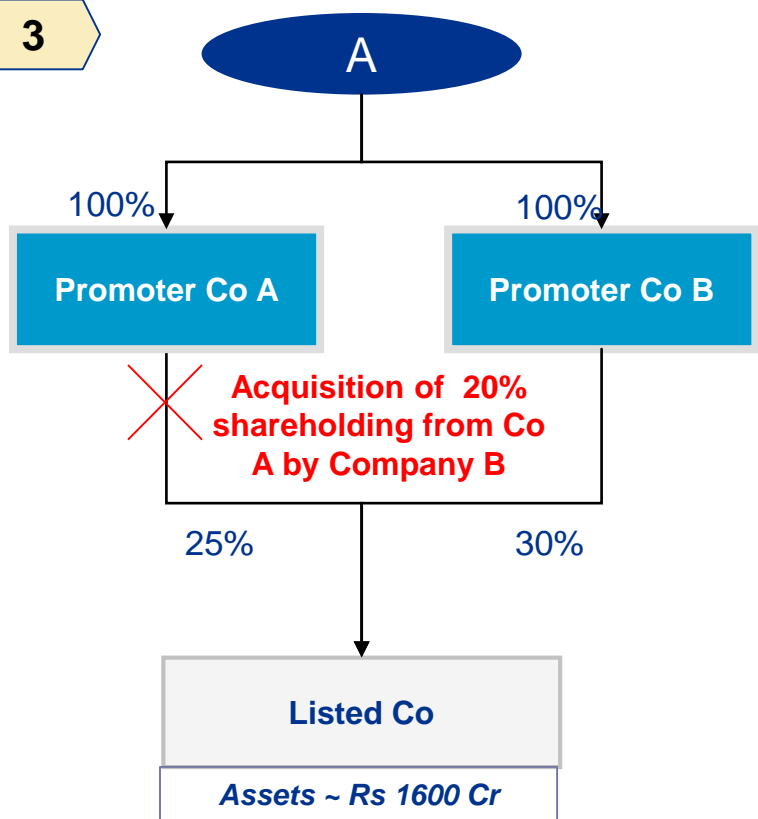 3
A
100%
100%
Promoter Co A
Promoter Co B
Acquisition of 20%
shareholding from Co
A by Company B
25%
30%
Listed Co
Assets ~ Rs 1600 Cr